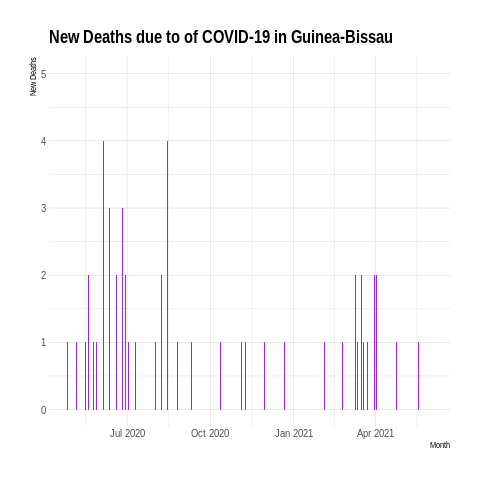 New Deaths due to of COVID-19 in Guinea-Bissau
New Deaths
5
4
3
2
1
0
Jul 2020 Oct 2020 Jan 2021 Apr 2021
Month